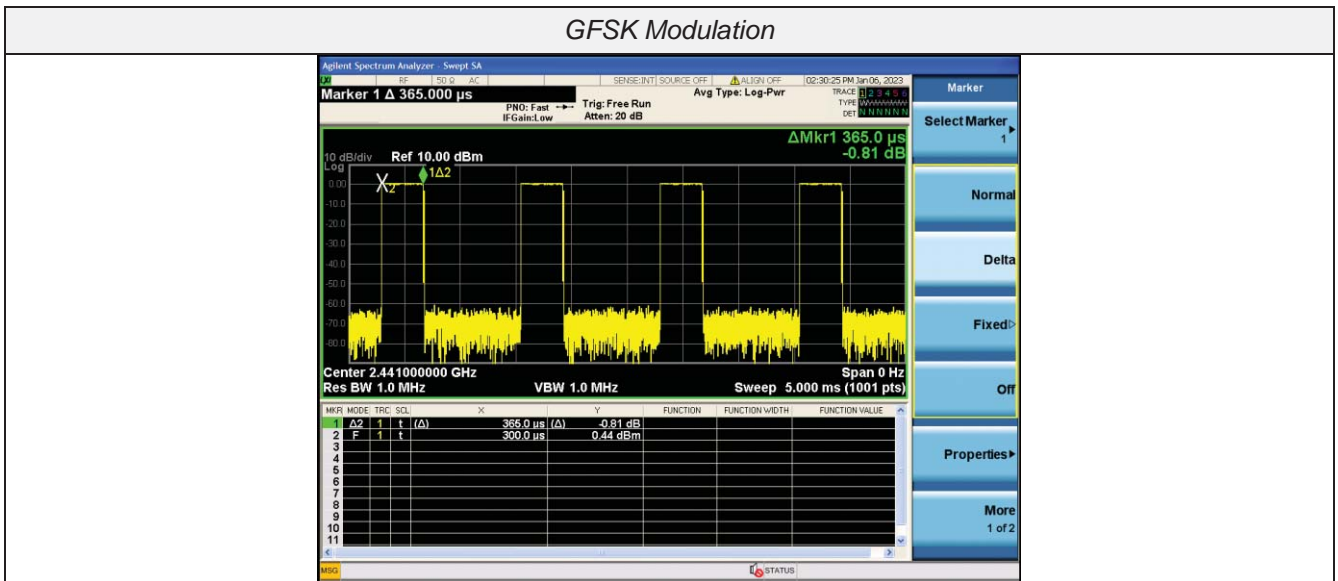 GFSK Modulation
Agilent Spectrum Analyzer - Swept SA
RF 50 Ω AC SENSE:INT SOURCE OFF ALIGN OFF 02:30:25 PM Jan 06, 2023
Marker 1 Δ 365.000 µs
PNO: Fast
IFGain:Low
Trig: Free Run
Atten: 20 dB
Avg Type: Log-Pwr
TRACE 1 2 3 4 5 6
TYPE
DET N N N N N N
ΔMkr1 365.0 µs
-0.81 dB
10 dB/div Ref 10.00 dBm
Log
0.00
-10.0
-20.0
-30.0
-40.0
-50.0
-60.0
-70.0
-80.0
2
1Δ2
Center 2.441000000 GHz Span 0 Hz
Res BW 1.0 MHz VBW 1.0 MHz Sweep 5.000 ms (1001 pts)
MKR MODE TRC SCL X Y FUNCTION FUNCTION WIDTH FUNCTION VALUE
1 Δ2 1 t (Δ) 365.0 µs (Δ) -0.81 dB
2 F 1 t 300.0 µs 0.44 dBm
3
4
5
6
7
8
9
10
11
MSG STATUS
Marker
Select Marker
1
Normal
Delta
Fixed
Off
Properties
More
1 of 2